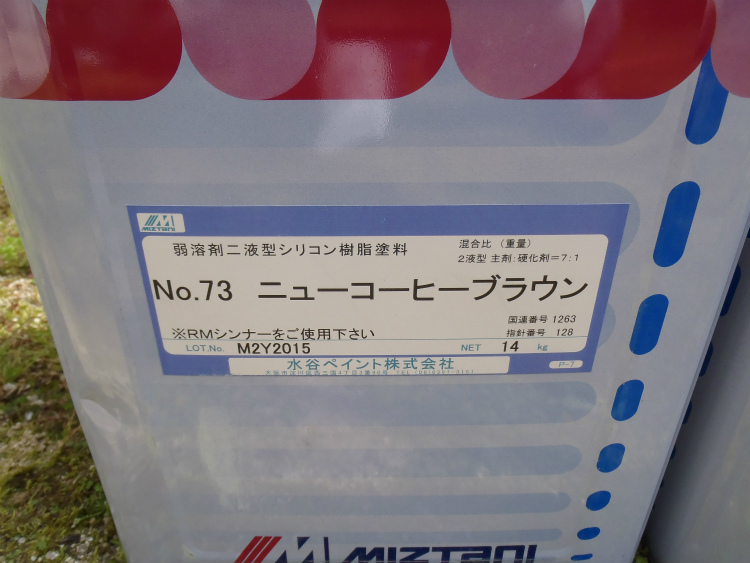 MIZTANI
弱溶剤二液型シリコン樹脂塗料
混合比（重量）
2液型 主剤:硬化剤=7:1
No.73 ニューコーヒーブラウン
国連番号 1263
指針番号 128
※RMシンナーをご使用下さい
LOT.No. M2Y2015 NET 14 kg
水谷ペイント株式会社
P-7
MIZTANI